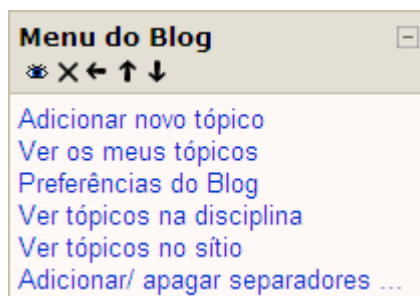 Menu do Blog
Adicionar novo tópico
Ver os meus tópicos
Preferências do Blog
Ver tópicos na disciplina
Ver tópicos no sítio
Adicionar/ apagar separadores ...